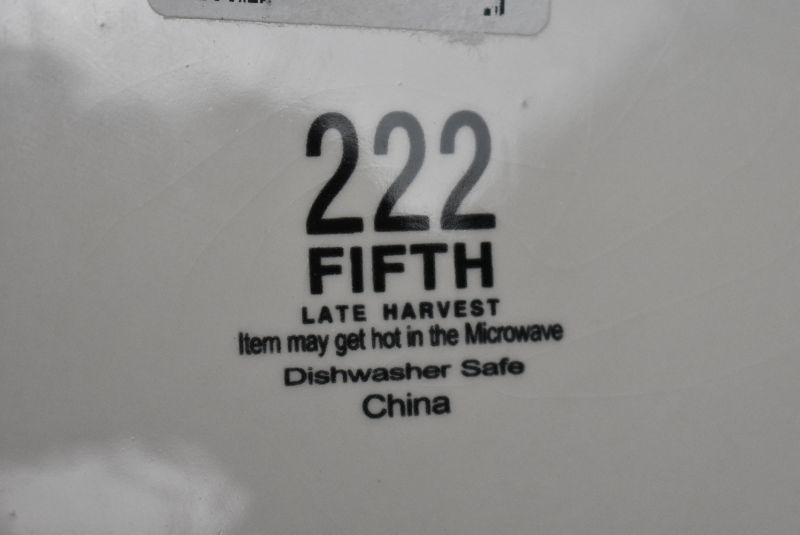 222
FIFTH
LATE HARVEST
Item may get hot in the Microwave
Dishwasher Safe
China